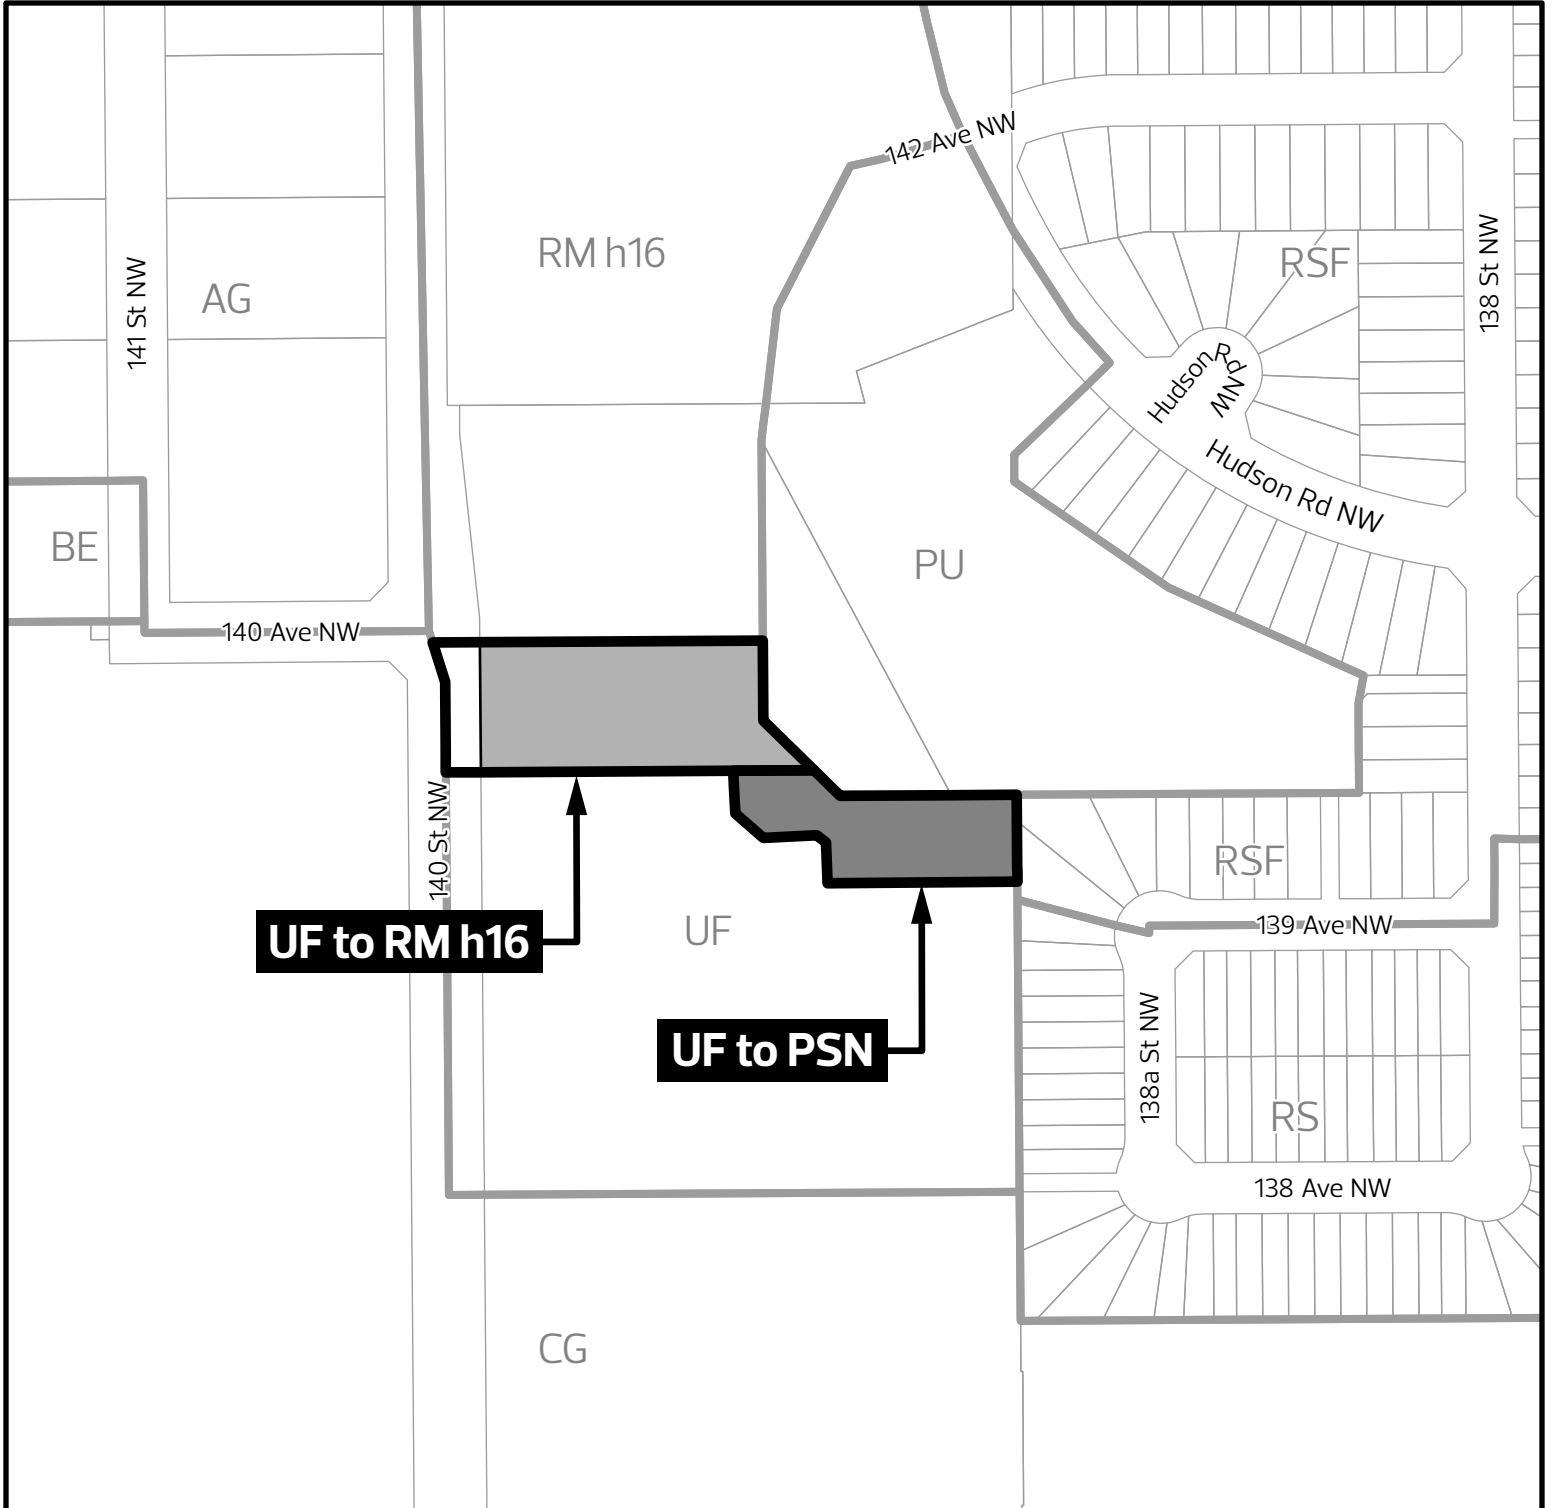 142 Ave NW
RM h16
RSF
138 St NW
141 St NW
AG
Hudson Rd NW
Hudson Rd NW
BE
PU
140 Ave NW
140 St NW
RSF
UF
139 Ave NW
UF to RM h16
UF to PSN
138a St NW
RS
138 Ave NW
CG